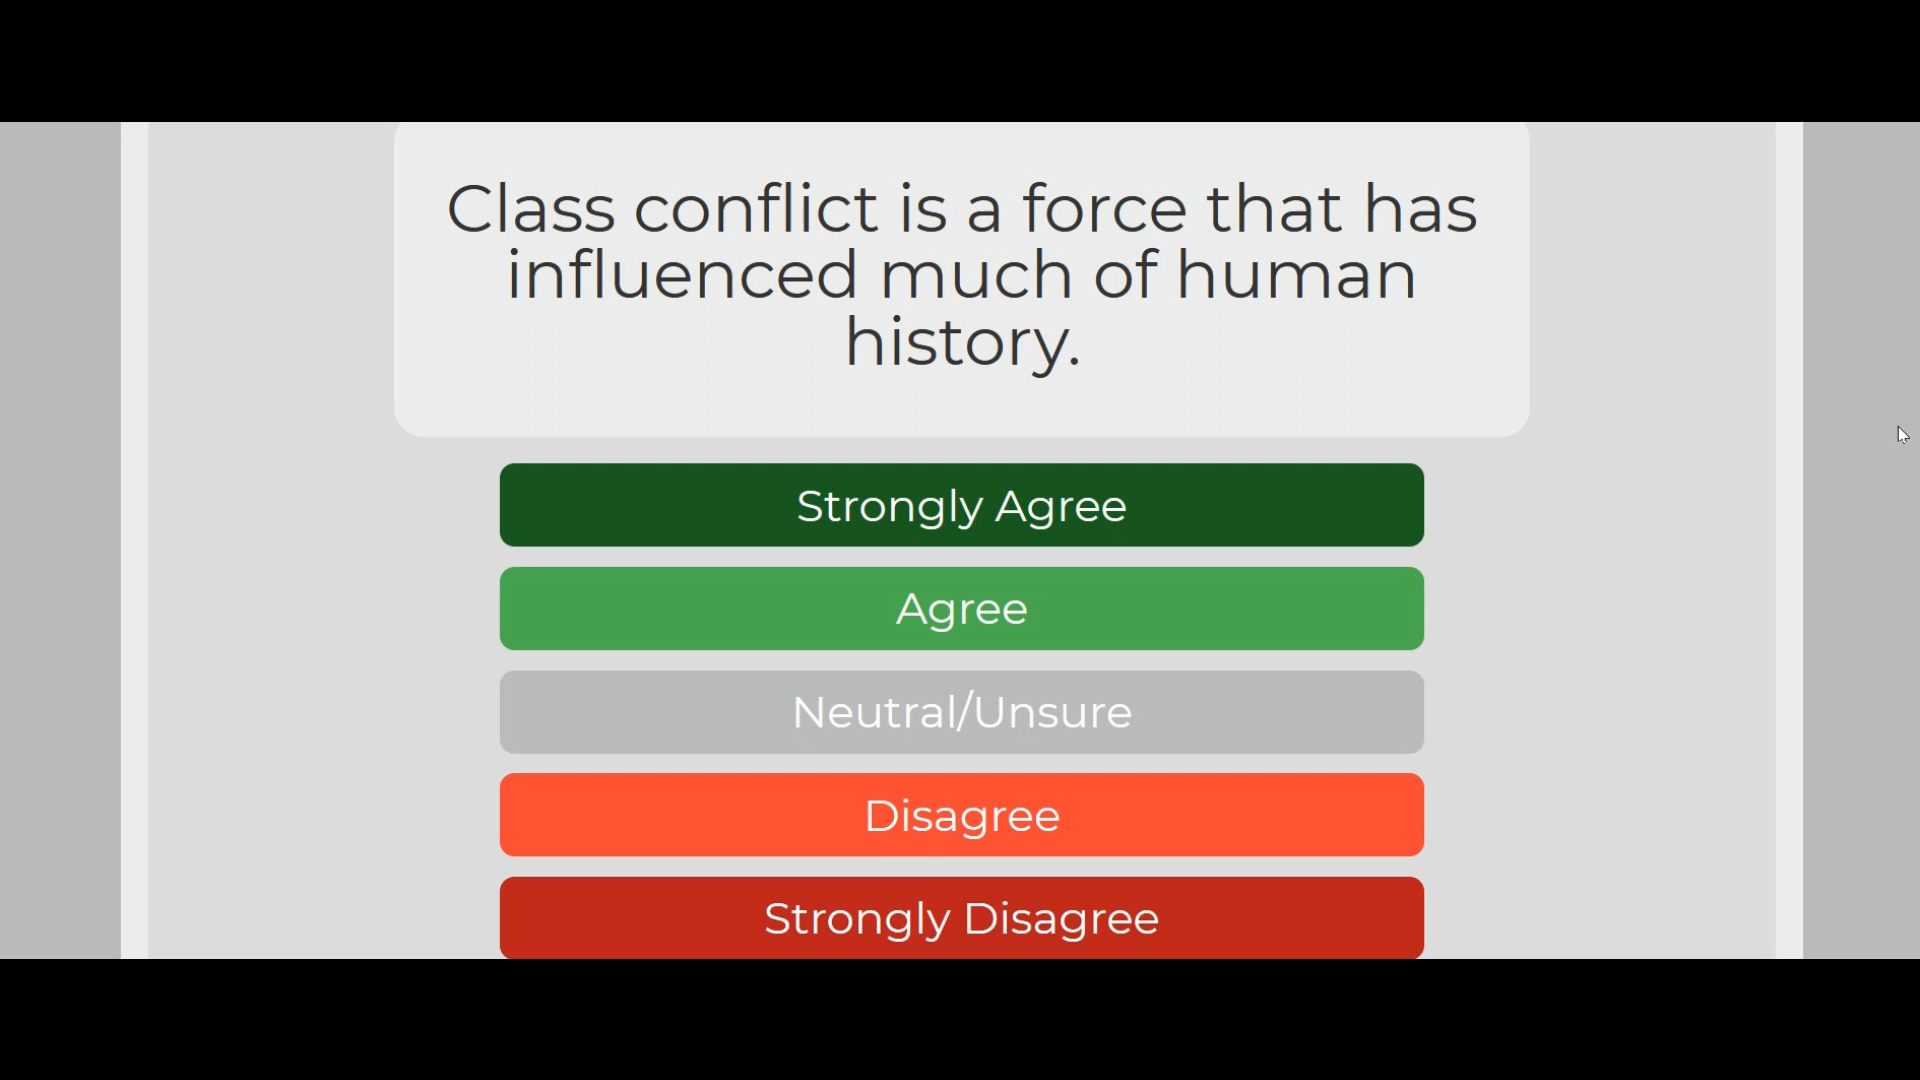 Class conflict is a force that has
influenced much of human
history.
Strongly Agree
Agree
Neutral/Unsure
Disagree
Strongly Disagree